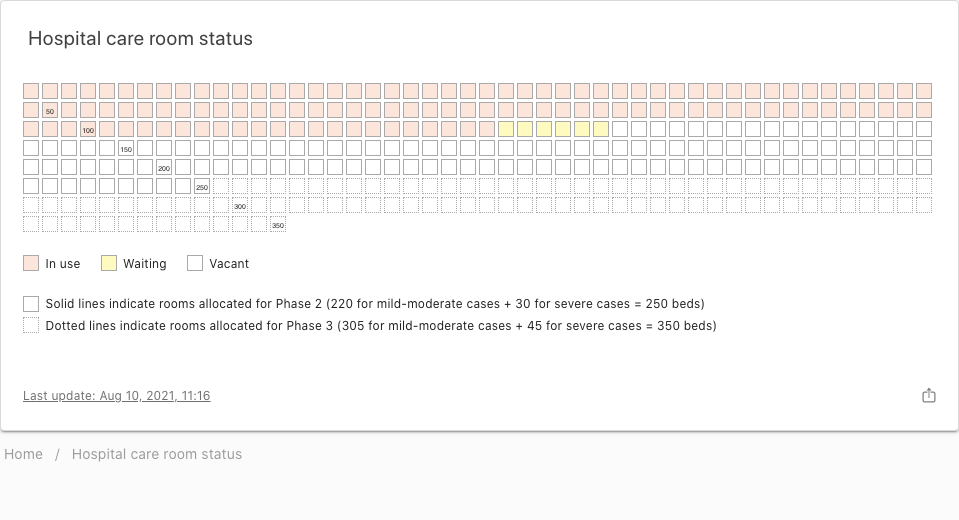 Hospital care room status
50
100
150
200
250
300
350
In use Waiting Vacant
Solid lines indicate rooms allocated for Phase 2 (220 for mild-moderate cases + 30 for severe cases = 250 beds)
Dotted lines indicate rooms allocated for Phase 3 (305 for mild-moderate cases + 45 for severe cases = 350 beds)
Last update: Aug 10, 2021, 11:16
Home / Hospital care room status